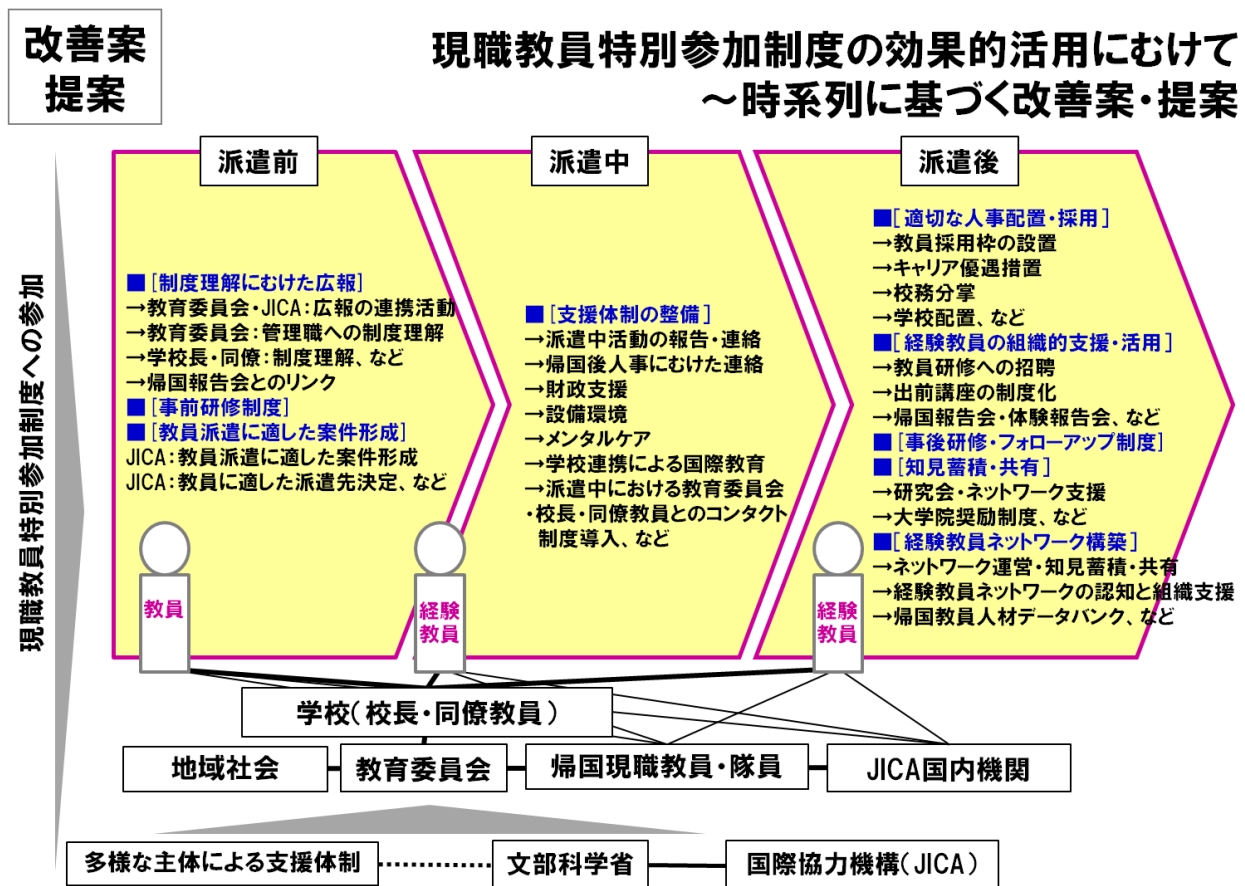 改善案
提案
現職教員特別参加制度の効果的活用にむけて
～時系列に基づく改善案・提案
現職教員特別参加制度への参加
派遣前
■［制度理解にむけた広報］
→教育委員会・JICA：広報の連携活動
→教育委員会：管理職への制度理解
→学校長・同僚：制度理解、など
→帰国報告会とのリンク
■［事前研修制度］
■［教員派遣に適した案件形成］
JICA：教員派遣に適した案件形成
JICA：教員に適した派遣先決定、など
教員
派遣中
■［支援体制の整備］
→派遣中活動の報告・連絡
→帰国後人事にむけた連絡
→財政支援
→設備環境
→メンタルケア
→学校連携による国際教育
→派遣中における教育委員会
・校長・同僚教員とのコンタクト
制度導入、など
経験
教員
派遣後
■［適切な人事配置・採用］
→教員採用枠の設置
→キャリア優遇措置
→校務分掌
→学校配置、など
■［経験教員の組織的支援・活用］
→教員研修への招聘
→出前講座の制度化
→帰国報告会・体験報告会、など
■［事後研修・フォローアップ制度］
■［知見蓄積・共有］
→研究会・ネットワーク支援
→大学院奨励制度、など
■［経験教員ネットワーク構築］
→ネットワーク運営・知見蓄積・共有
→経験教員ネットワークの認知と組織支援
→帰国教員人材データバンク、など
経験
教員
学校（校長・同僚教員）
地域社会
教育委員会
帰国現職教員・隊員
JICA国内機関
多様な主体による支援体制
文部科学省
国際協力機構（JICA）